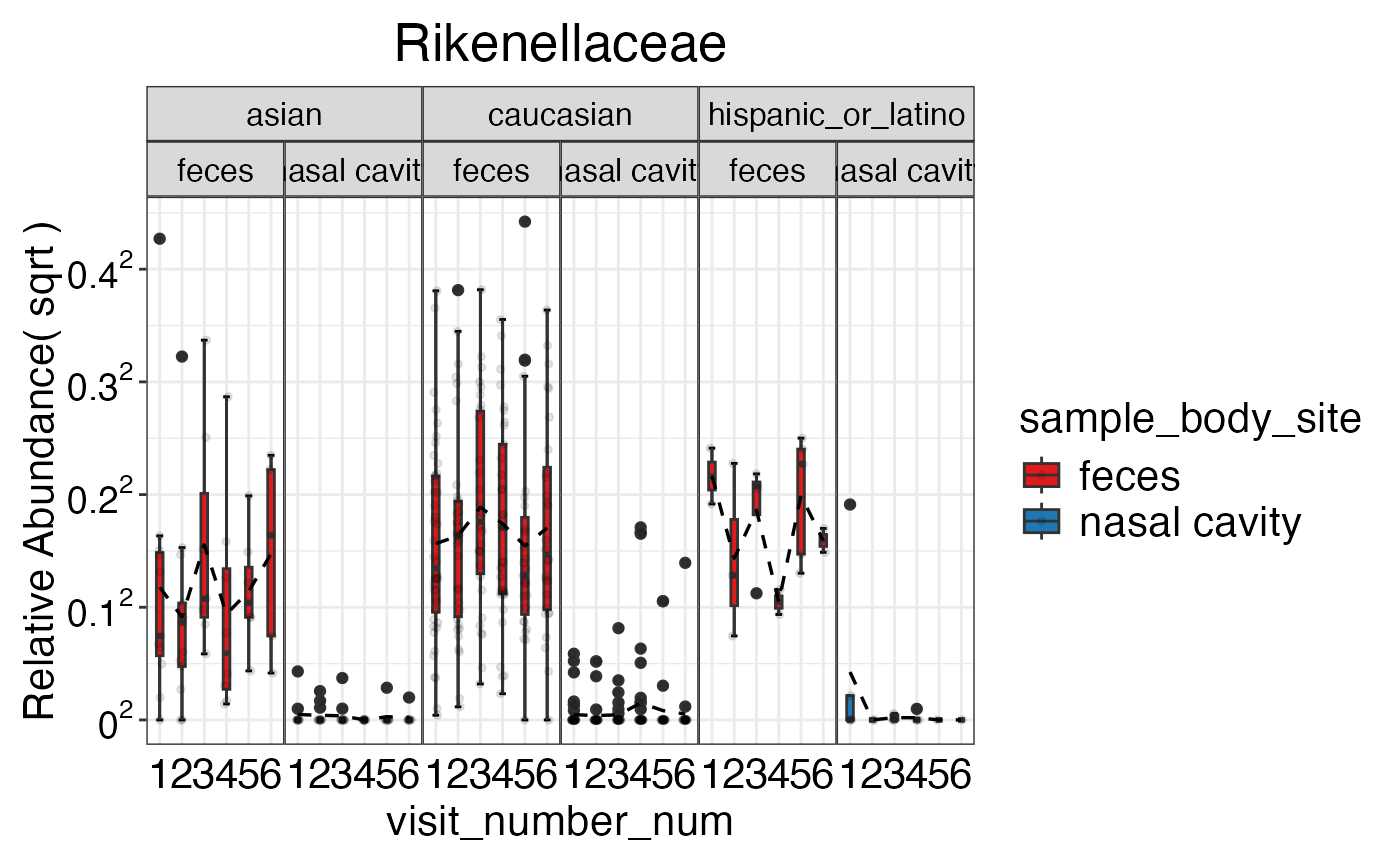 Rikenellaceae
asian caucasian hispanic_or_latino
feces asal cavit feces asal cavit feces asal cavit
Relative Abundance( sqrt )
0.4²
0.3²
0.2²
0.1²
0²
123456 123456 123456 123456 123456 123456
visit_number_num
sample_body_site
feces
nasal cavity